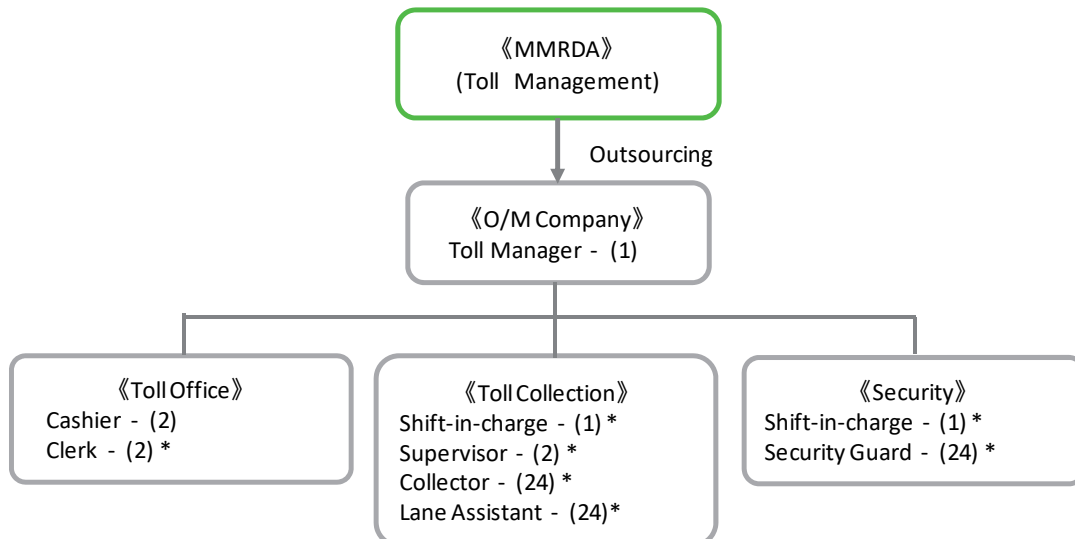 《MMRDA》
(Toll Management)
Outsourcing
《O/M Company》
Toll Manager - (1)
《Toll Office》
Cashier - (2)
Clerk - (2) *
《Toll Collection》
Shift-in-charge - (1) *
Supervisor - (2) *
Collector - (24) *
Lane Assistant - (24) *
《Security》
Shift-in-charge - (1) *
Security Guard - (24) *